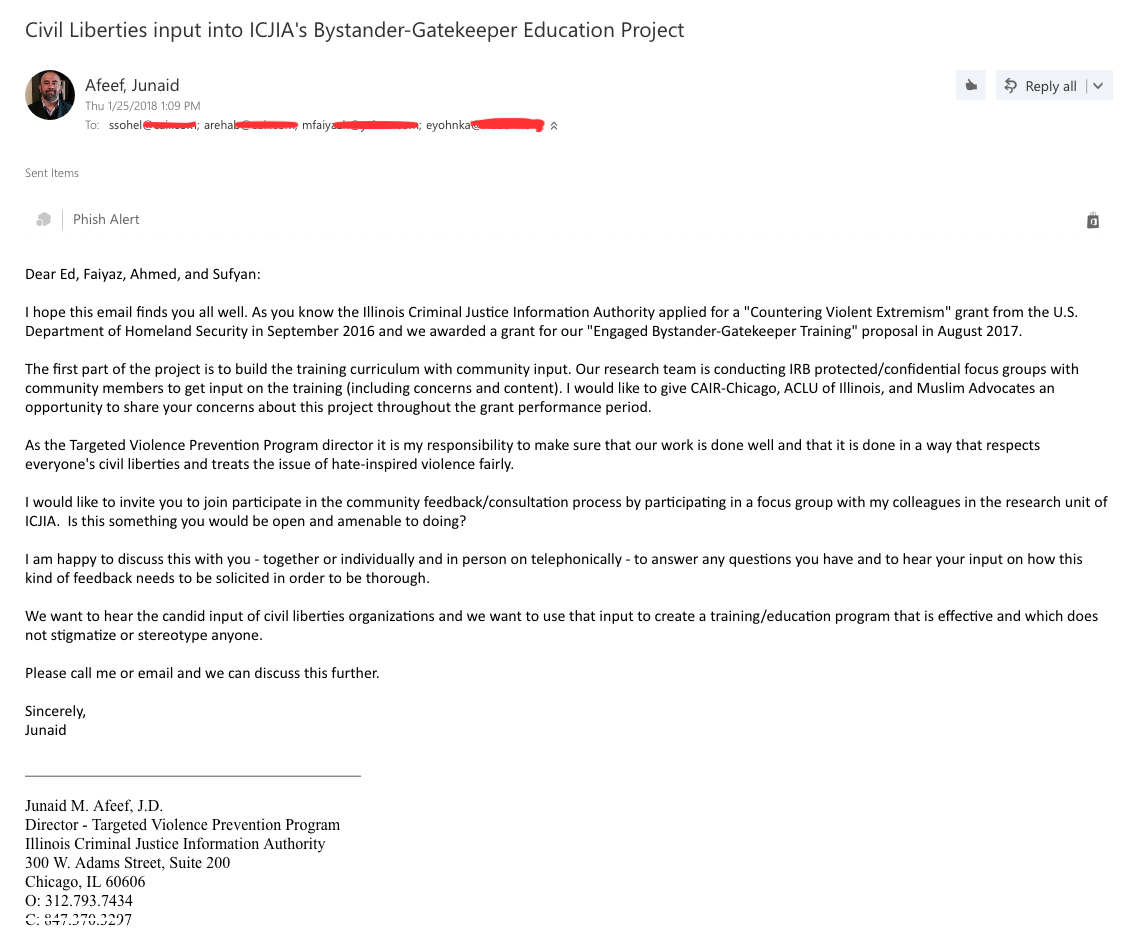 Civil Liberties input into ICJIA's Bystander-Gatekeeper Education Project
Afeef, Junaid
Reply all
Thu 1/25/2018 1:09 PM
To: ssohel@ ; arehab ; mfaiya ; eyohnka@
Sent Items
Phish Alert
Dear Ed, Faiyaz, Ahmed, and Sufyan:
I hope this email finds you all well. As you know the Illinois Criminal Justice Information Authority applied for a "Countering Violent Extremism" grant from the U.S.
Department of Homeland Security in September 2016 and we awarded a grant for our "Engaged Bystander-Gatekeeper Training" proposal in August 2017.
The first part of the project is to build the training curriculum with community input. Our research team is conducting IRB protected/confidential focus groups with
community members to get input on the training (including concerns and content). I would like to give CAIR-Chicago, ACLU of Illinois, and Muslim Advocates an
opportunity to share your concerns about this project throughout the grant performance period.
As the Targeted Violence Prevention Program director it is my responsibility to make sure that our work is done well and that it is done in a way that respects
everyone's civil liberties and treats the issue of hate-inspired violence fairly.
I would like to invite you to join participate in the community feedback/consultation process by participating in a focus group with my colleagues in the research unit of
ICJIA.  Is this something you would be open and amenable to doing?
I am happy to discuss this with you - together or individually and in person on telephonically - to answer any questions you have and to hear your input on how this
kind of feedback needs to be solicited in order to be thorough.
We want to hear the candid input of civil liberties organizations and we want to use that input to create a training/education program that is effective and which does
not stigmatize or stereotype anyone.
Please call me or email and we can discuss this further.
Sincerely,
Junaid
Junaid M. Afeef, J.D.
Director - Targeted Violence Prevention Program
Illinois Criminal Justice Information Authority
300 W. Adams Street, Suite 200
Chicago, IL 60606
O: 312.793.7434
C: